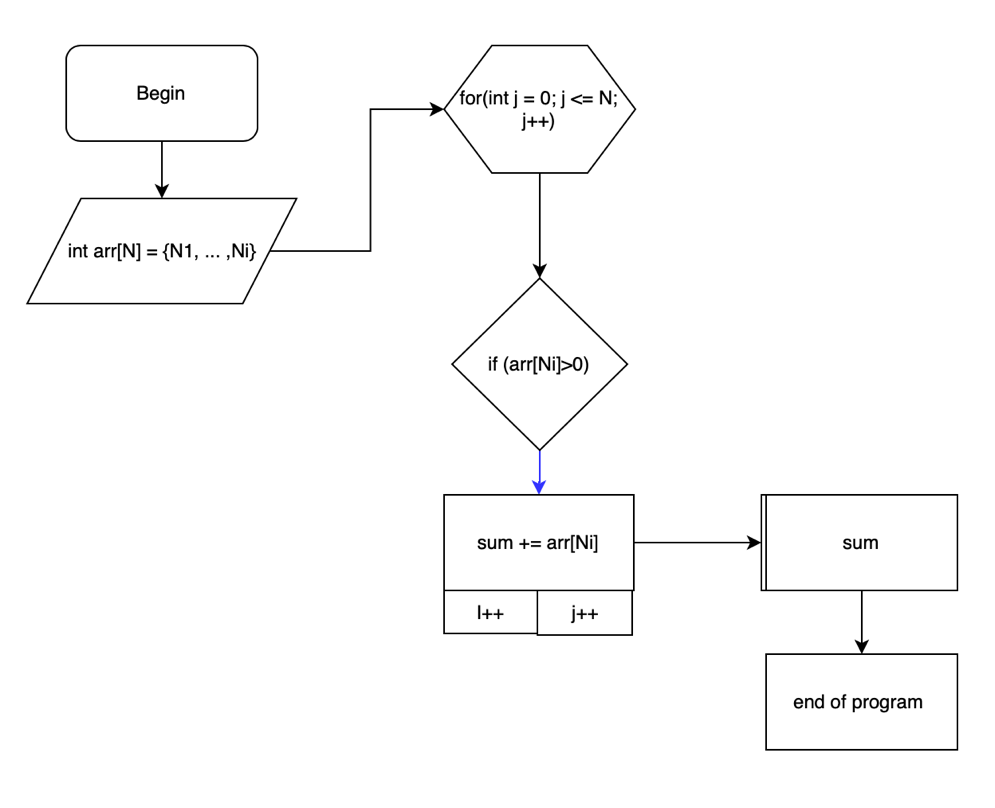 Begin
int arr[N] = {N1, ... ,Ni}
for(int j = 0; j <= N;
j++)
if (arr[Ni]>0)
sum += arr[Ni]
I++
j++
sum
end of program